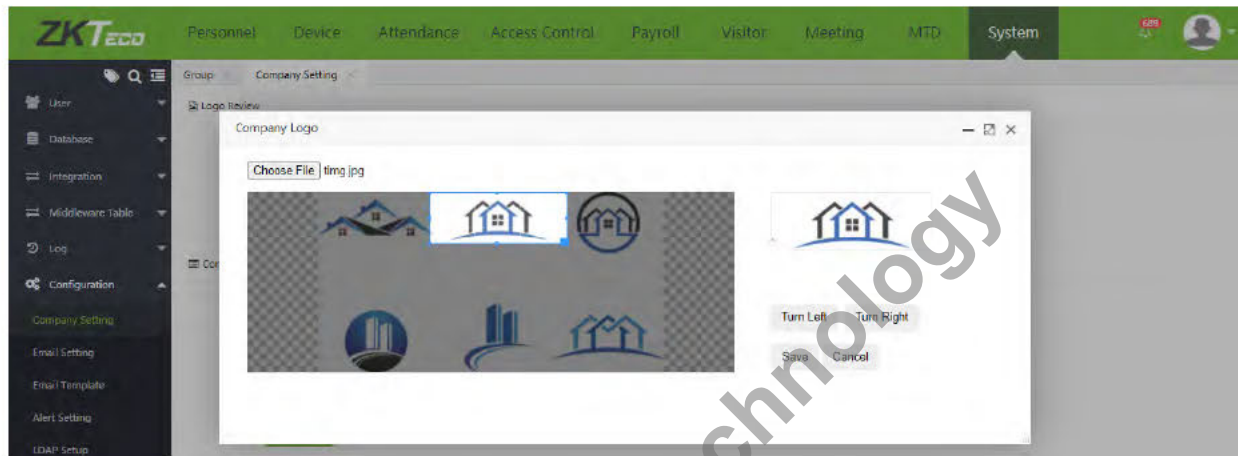 ZKTeco Personnel Device Attendance Access Control Payroll Visitor Meeting MTD System
Group Company Setting
Logo Review
User
Database
Integration
Middleware Table
Log
Configuration
Company Setting
Email Setting
Email Template
Alert Setting
LDAP Setup
Company Logo
Choose File timg.jpg
Turn Left Turn Right
Save Cancel
chnology